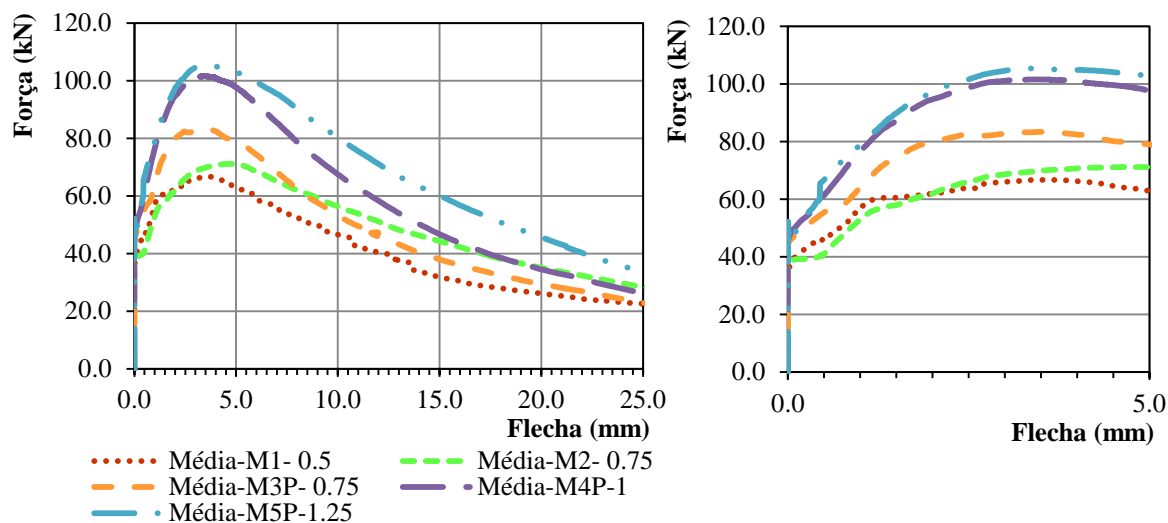 Força (kN)
120.0
100.0
80.0
60.0
40.0
20.0
0.0
0.0 5.0 10.0 15.0 20.0 25.0
Flecha (mm)
Média-M1- 0.5
Média-M2- 0.75
Média-M3P- 0.75
Média-M4P-1
Média-M5P-1.25
Força (kN)
120.0
100.0
80.0
60.0
40.0
20.0
0.0
0.0 5.0
Flecha (mm)